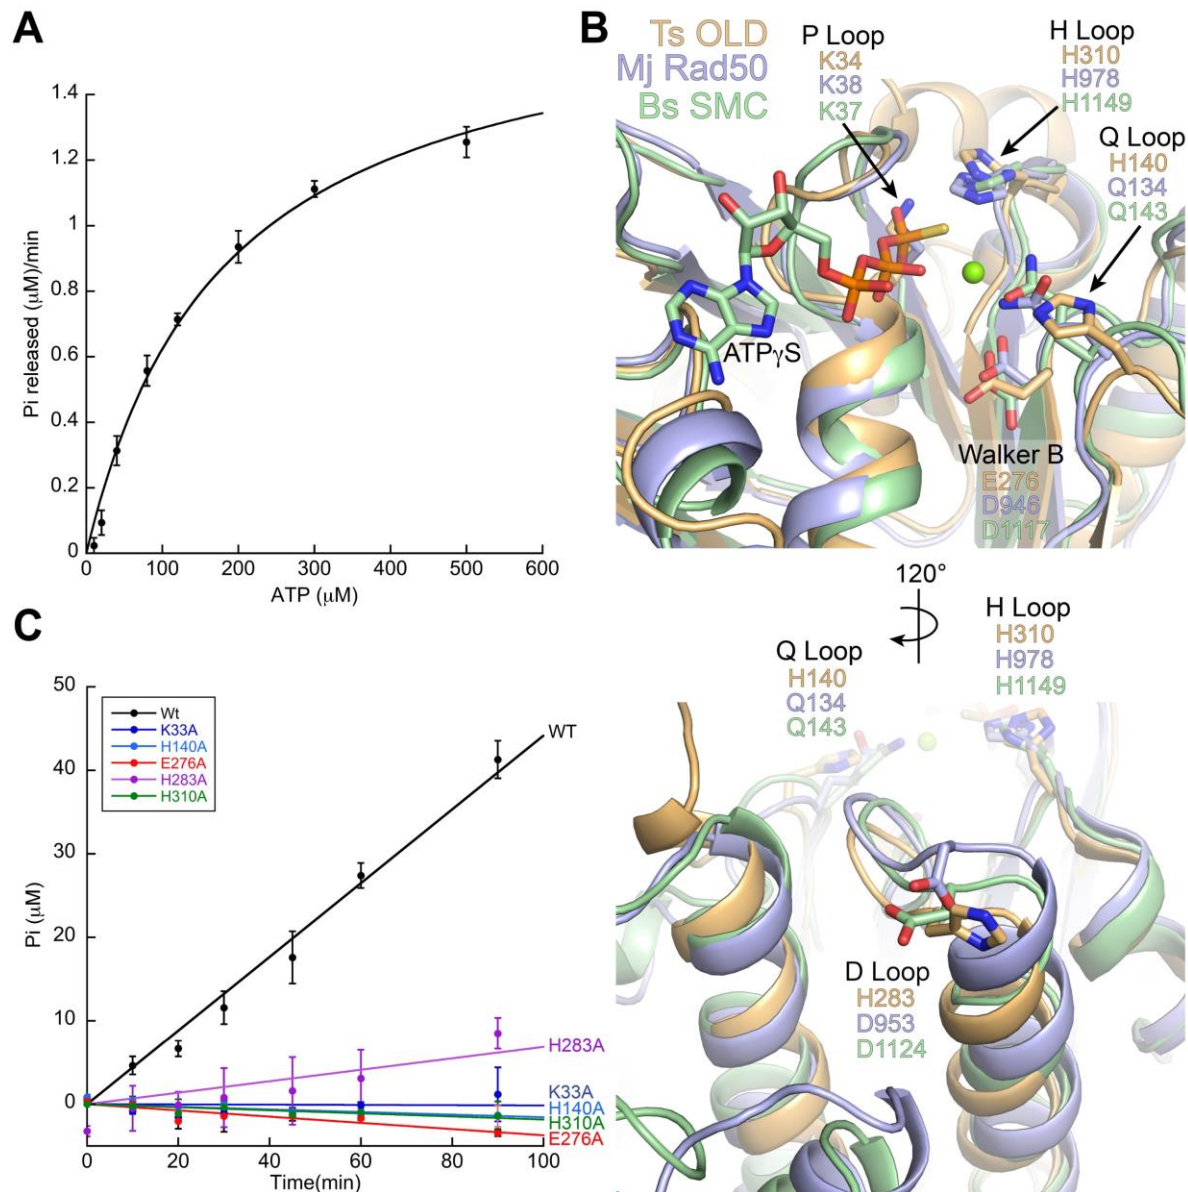 A
1.4
1.2
1
0.8
0.6
0.4
0.2
0
0 100 200 300 400 500 600
Pi released (μM)/min
ATP (μM)
B
Ts OLD
Mj Rad50
Bs SMC
P Loop
K34
K38
K37
H Loop
H310
H978
H1149
Q Loop
H140
Q134
Q143
ATPγS
Walker B
E276
D946
D1117
120°
Q Loop
H140
Q134
Q143
H Loop
H310
H978
H1149
D Loop
H283
D953
D1124
C
50
40
30
20
10
0
0 20 40 60 80 100
Pi (μM)
Time(min)
Wt
K33A
H140A
E276A
H283A
H310A
WT
H283A
K33A
H140A
H310A
E276A